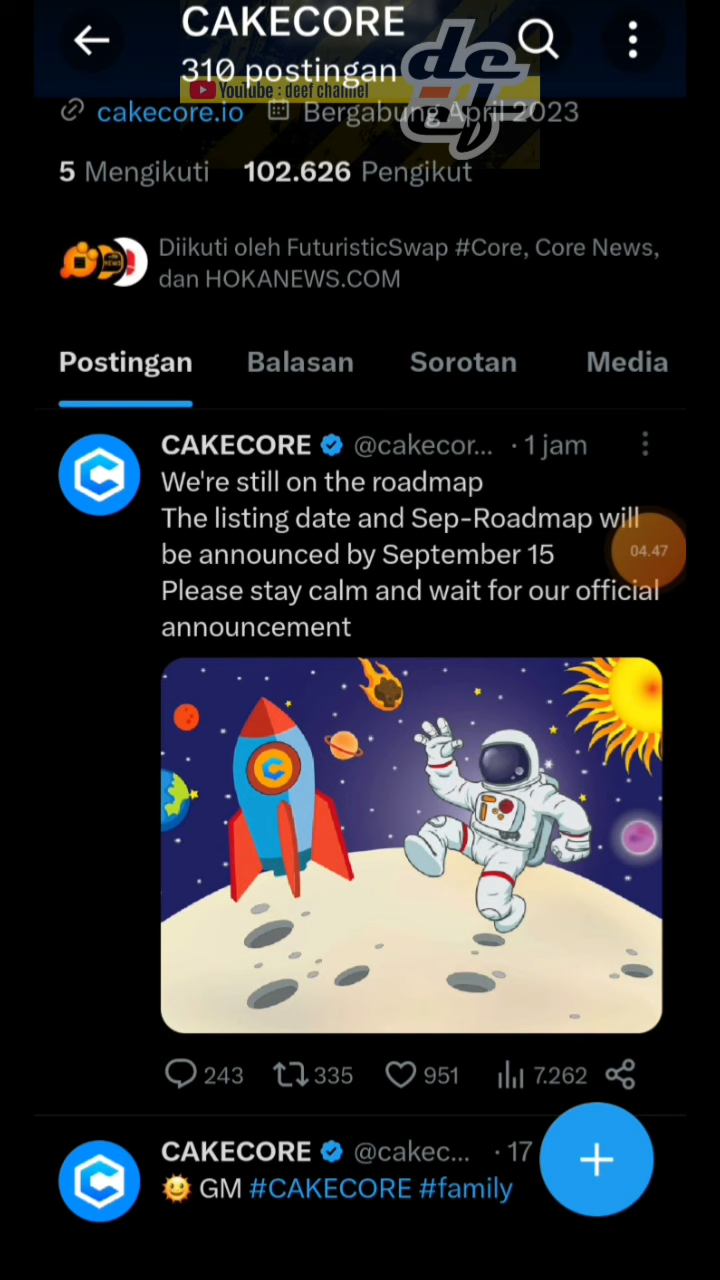 CAKECORE
310 postingan
Youtube : deef channel
cakecore.io Bergabung April 2023
5 Mengikuti 102.626 Pengikut
Diikuti oleh FuturisticSwap #Core, Core News,
dan HOKANEWS.COM
Postingan Balasan Sorotan Media
CAKECORE @cakecor... · 1 jam
We're still on the roadmap
The listing date and Sep-Roadmap will
be announced by September 15
Please stay calm and wait for our official
announcement
04.47
243 335 951 7.262
CAKECORE @cakec... · 17
GM #CAKECORE #family